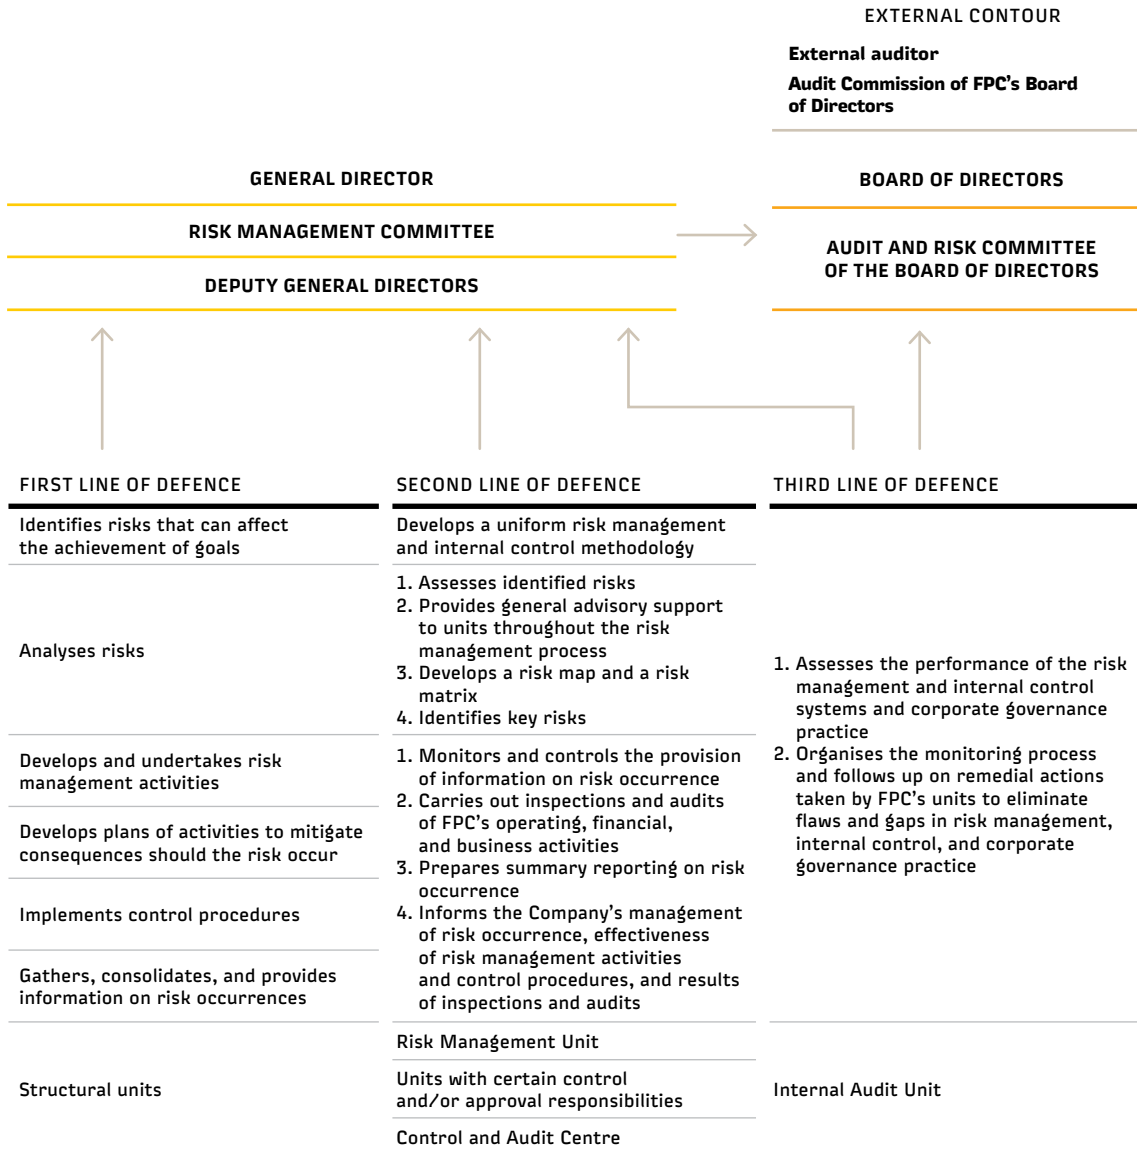 EXTERNAL CONTOUR
External auditor
Audit Commission of FPC's Board
of Directors
GENERAL DIRECTOR
RISK MANAGEMENT COMMITTEE
DEPUTY GENERAL DIRECTORS
BOARD OF DIRECTORS
AUDIT AND RISK COMMITTEE
OF THE BOARD OF DIRECTORS
FIRST LINE OF DEFENCE
Identifies risks that can affect
the achievement of goals
Analyses risks
Develops and undertakes risk
management activities
Develops plans of activities to mitigate
consequences should the risk occur
Implements control procedures
Gathers, consolidates, and provides
information on risk occurrences
Structural units
SECOND LINE OF DEFENCE
Develops a uniform risk management
and internal control methodology
1. Assesses identified risks
2. Provides general advisory support
to units throughout the risk
management process
3. Develops a risk map and a risk
matrix
4. Identifies key risks
1. Monitors and controls the provision
of information on risk occurrence
2. Carries out inspections and audits
of FPC's operating, financial,
and business activities
3. Prepares summary reporting on risk
occurrence
4. Informs the Company's management
of risk occurrence, effectiveness
of risk management activities
and control procedures, and results
of inspections and audits
Risk Management Unit
Units with certain control
and/or approval responsibilities
Control and Audit Centre
THIRD LINE OF DEFENCE
1. Assesses the performance of the risk
management and internal control
systems and corporate governance
practice
2. Organises the monitoring process
and follows up on remedial actions
taken by FPC's units to eliminate
flaws and gaps in risk management,
internal control, and corporate
governance practice
Internal Audit Unit